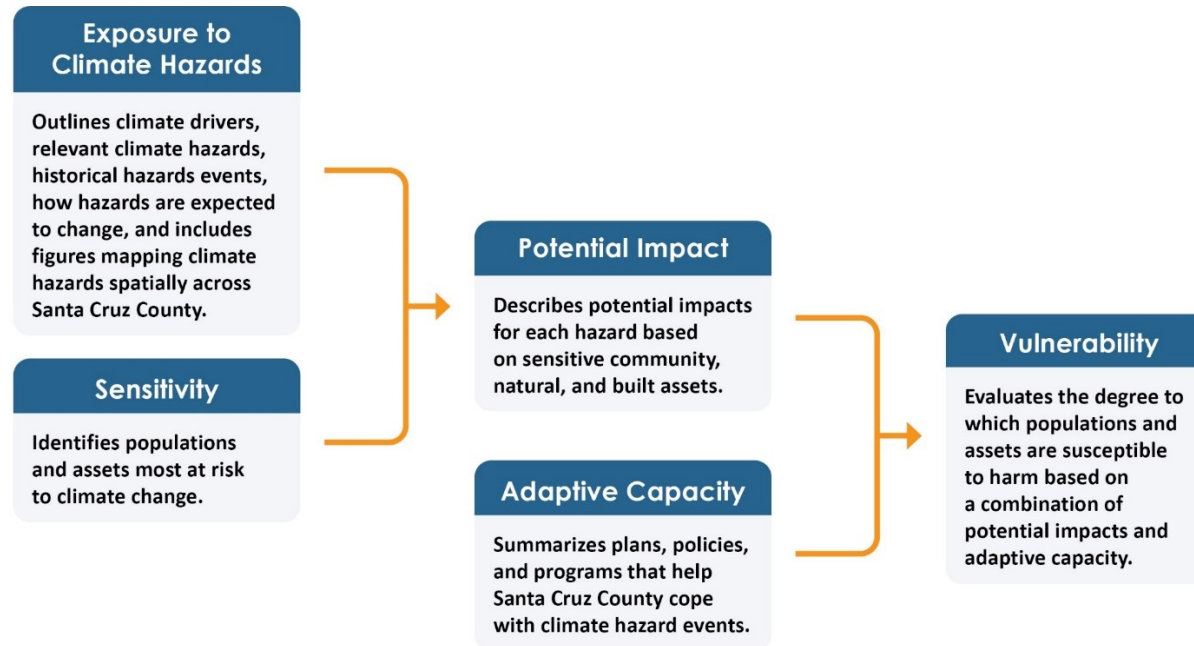 Exposure to
Climate Hazards
Outlines climate drivers,
relevant climate hazards,
historical hazards events,
how hazards are expected
to change, and includes
figures mapping climate
hazards spatially across
Santa Cruz County.
Sensitivity
Identifies populations
and assets most at risk
to climate change.
Potential Impact
Describes potential impacts
for each hazard based
on sensitive community,
natural, and built assets.
Adaptive Capacity
Summarizes plans, policies,
and programs that help
Santa Cruz County cope
with climate hazard events.
Vulnerability
Evaluates the degree to
which populations and
assets are susceptible
to harm based on
a combination of
potential impacts and
adaptive capacity.